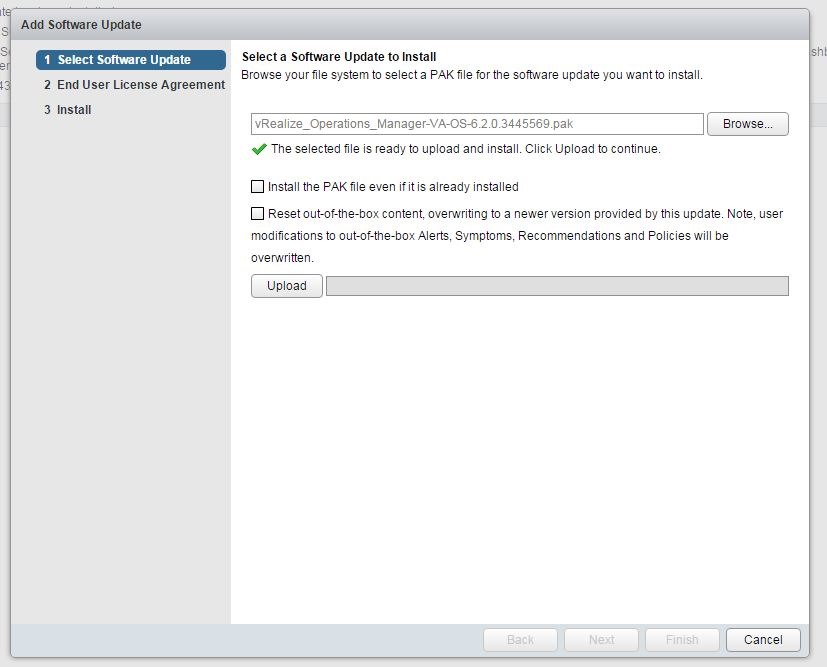 Add Software Update
1 Select Software Update
2 End User License Agreement
3 Install
Select a Software Update to Install
Browse your file system to select a PAK file for the software update you want to install.
vRealize_Operations_Manager-VA-OS-6.2.0.3445569.pak
Browse...
The selected file is ready to upload and install. Click Upload to continue.
Install the PAK file even if it is already installed
Reset out-of-the-box content, overwriting to a newer version provided by this update. Note, user
modifications to out-of-the-box Alerts, Symptoms, Recommendations and Policies will be
overwritten.
Upload
Back
Next
Finish
Cancel